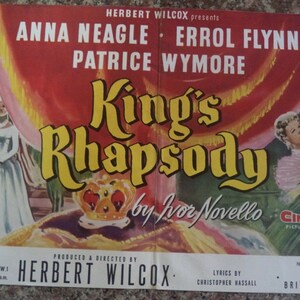 HERBERT WILCOX presents
ANNA NEAGLE · ERROL FLYNN
PATRICE WYMORE
King's
Rhapsody
by Ivor Novello
PRODUCED & DIRECTED BY
HERBERT WILCOX
LYRICS BY
CHRISTOPHER HASSALL